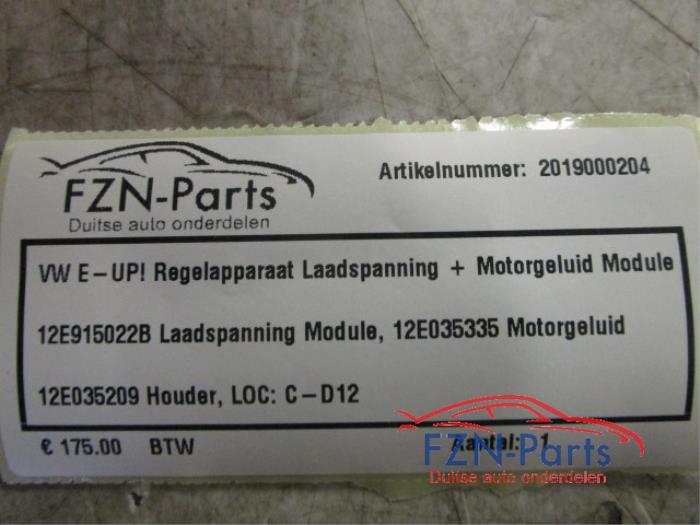 FZN-Parts
Duitse auto onderdelen
Artikelnummer: 2019000204
VW E-UP! Regelapparaat Laadspanning + Motorgeluid Module
12E915022B Laadspanning Module, 12E035335 Motorgeluid
12E035209 Houder, LOC: C-D12
€ 175.00 BTW Aantal: 1
FZN-Parts
Duitse auto onderdelen